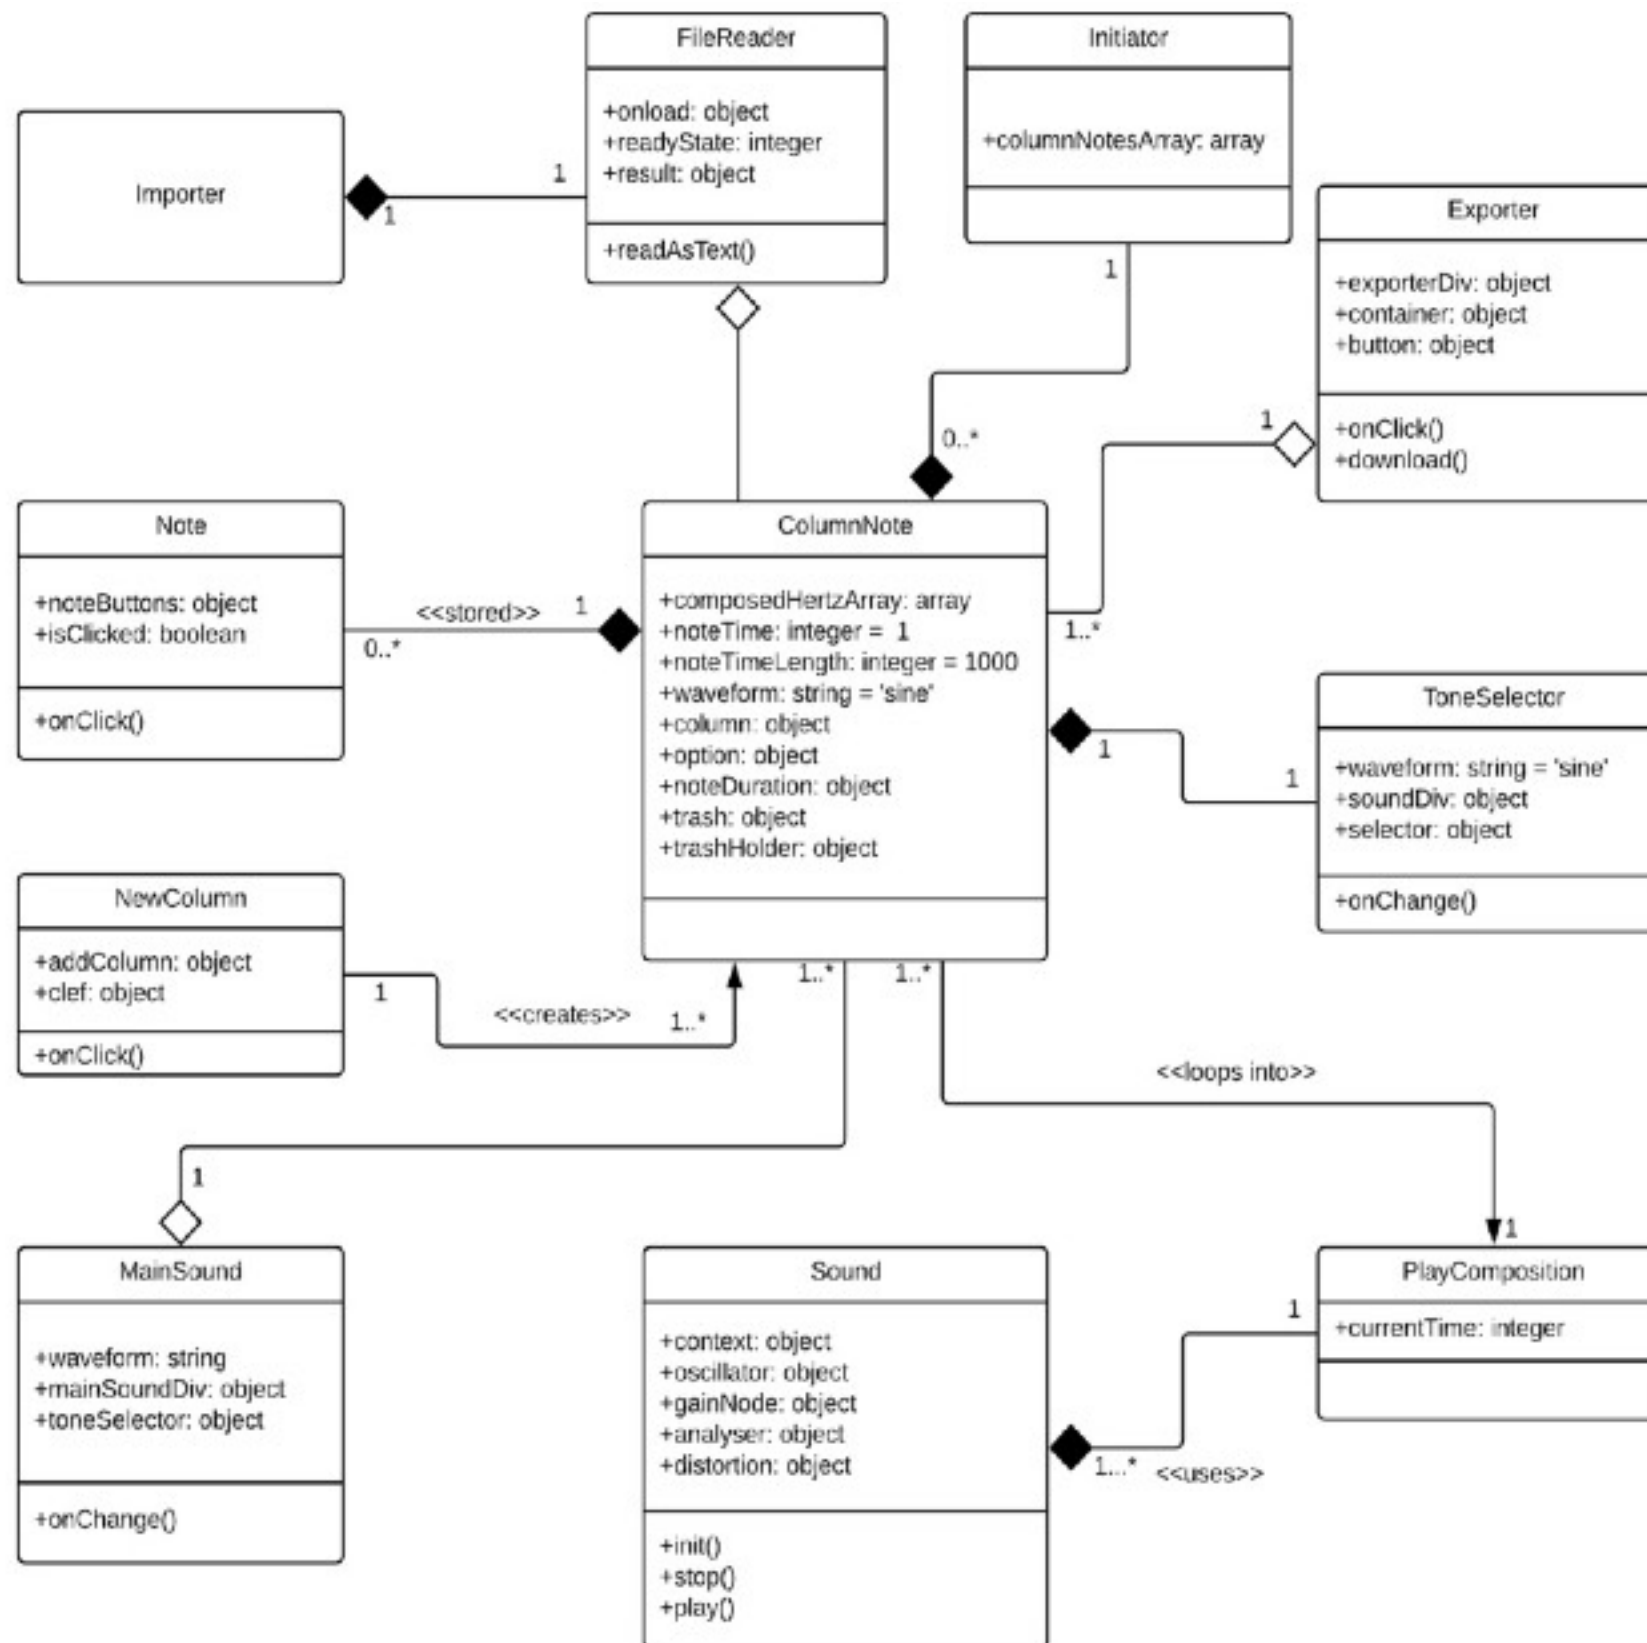 FileReader
+onload: object
+readyState: integer
+result: object
+readAsText()
Initiator
+columnNotesArray: array
Importer
1
1
Exporter
+exporterDiv: object
+container: object
+button: object
+onClick()
+download()
1
0..*
1
1..*
Note
+noteButtons: object
+isClicked: boolean
+onClick()
<<stored>>
1
0..*
ColumnNote
+composedHertzArray: array
+noteTime: integer = 1
+noteTimeLength: integer = 1000
+waveform: string = 'sine'
+column: object
+option: object
+noteDuration: object
+trash: object
+trashHolder: object
ToneSelector
+waveform: string = 'sine'
+soundDiv: object
+selector: object
+onChange()
1
1
NewColumn
+addColumn: object
+clef: object
+onClick()
1
<<creates>>
1..*
1..*
1..*
<<loops into>>
1
1
MainSound
+waveform: string
+mainSoundDiv: object
+toneSelector: object
+onChange()
Sound
+context: object
+oscillator: object
+gainNode: object
+analyser: object
+distortion: object
+init()
+stop()
+play()
PlayComposition
+currentTime: integer
1
1...*
<<uses>>